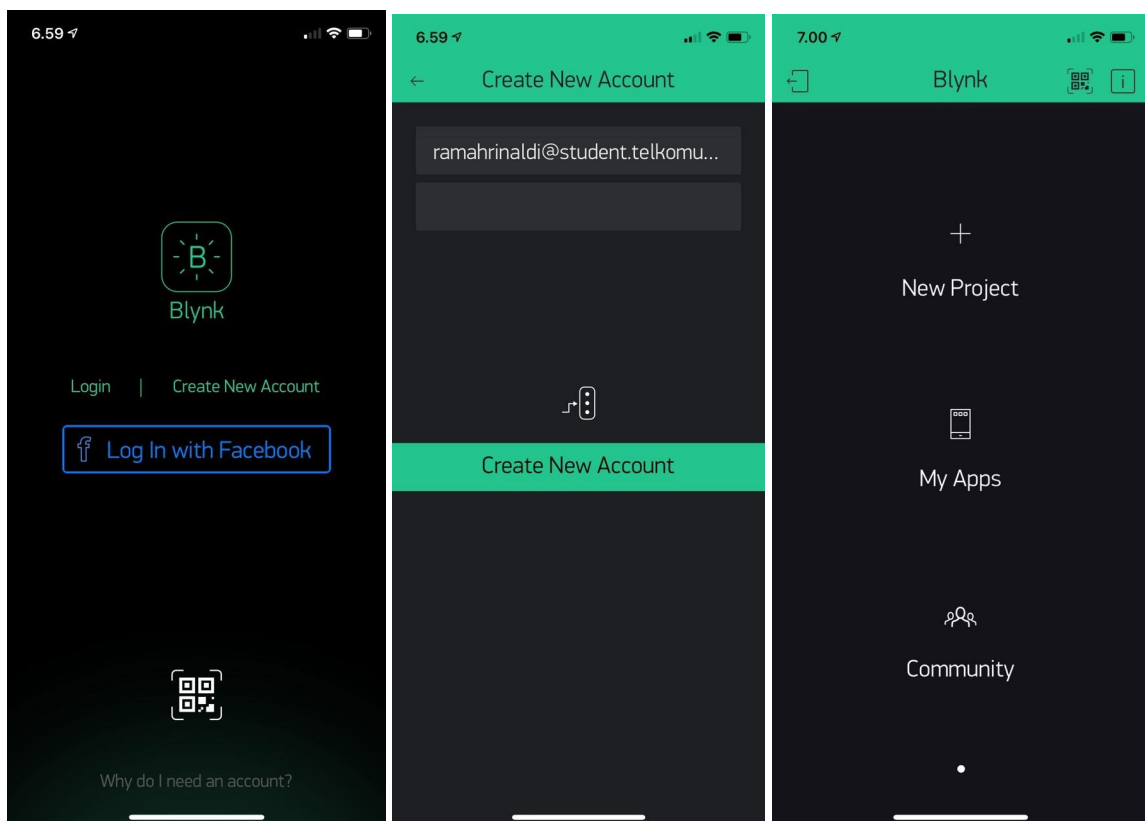 6.59
B
Blynk
Login | Create New Account
f Log In with Facebook
Why do I need an account?
6.59
Create New Account
ramahrinaldi@student.telkomu...
Create New Account
7.00
Blynk
i
New Project
My Apps
Community